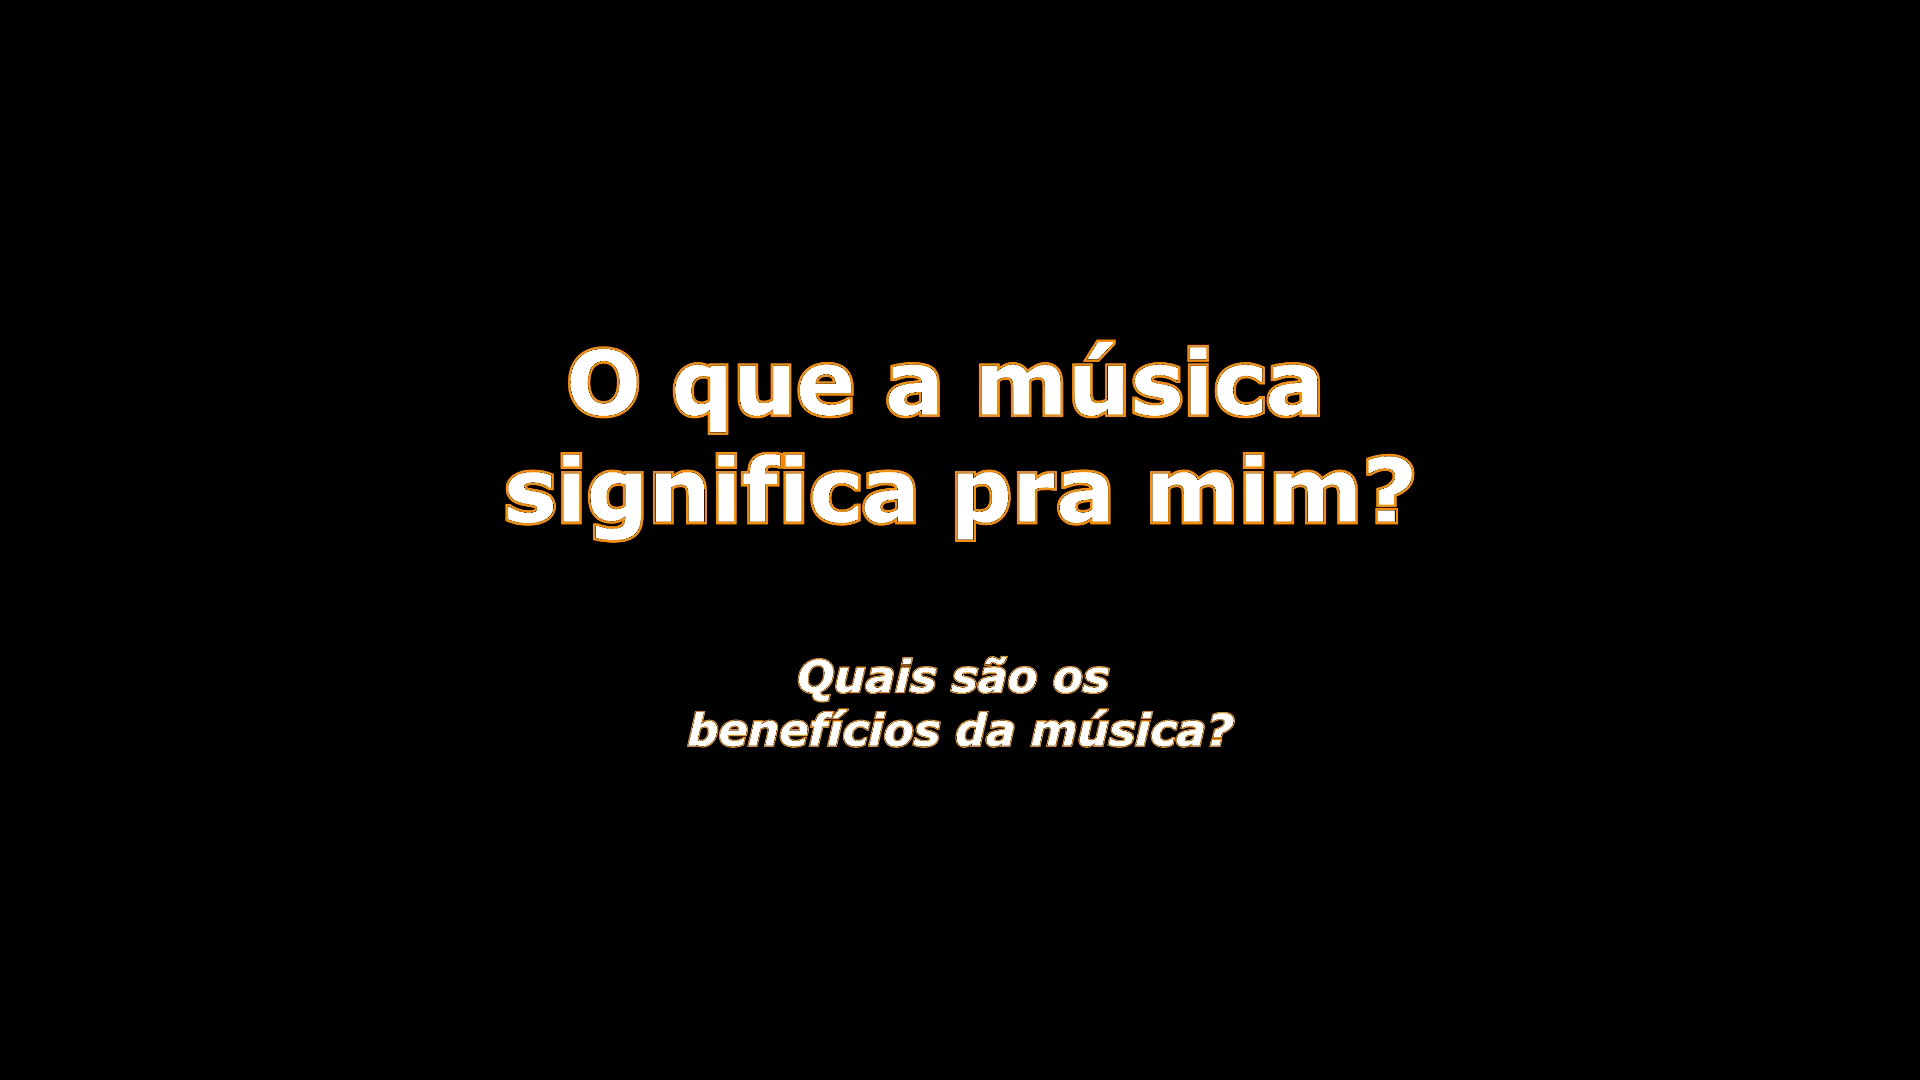 O que a música
significa pra mim?
Quais são os
benefícios da música?